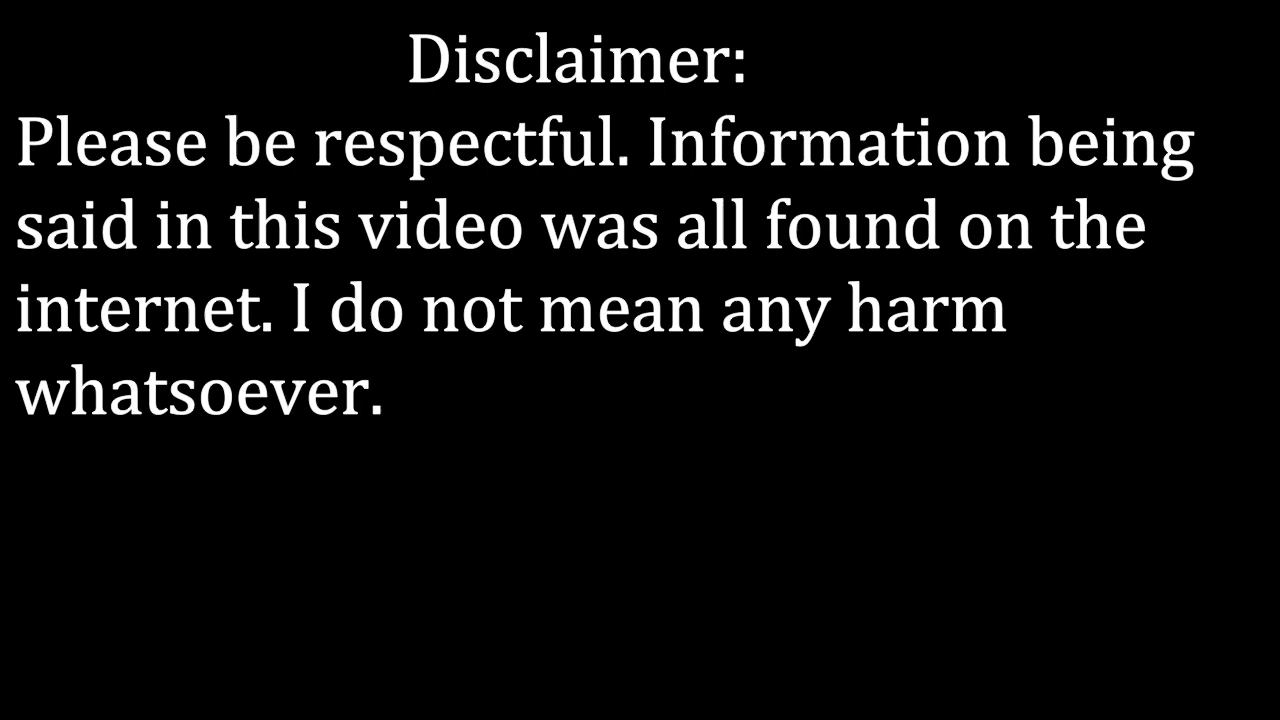 Disclaimer:
Please be respectful. Information being
said in this video was all found on the
internet. I do not mean any harm
whatsoever.